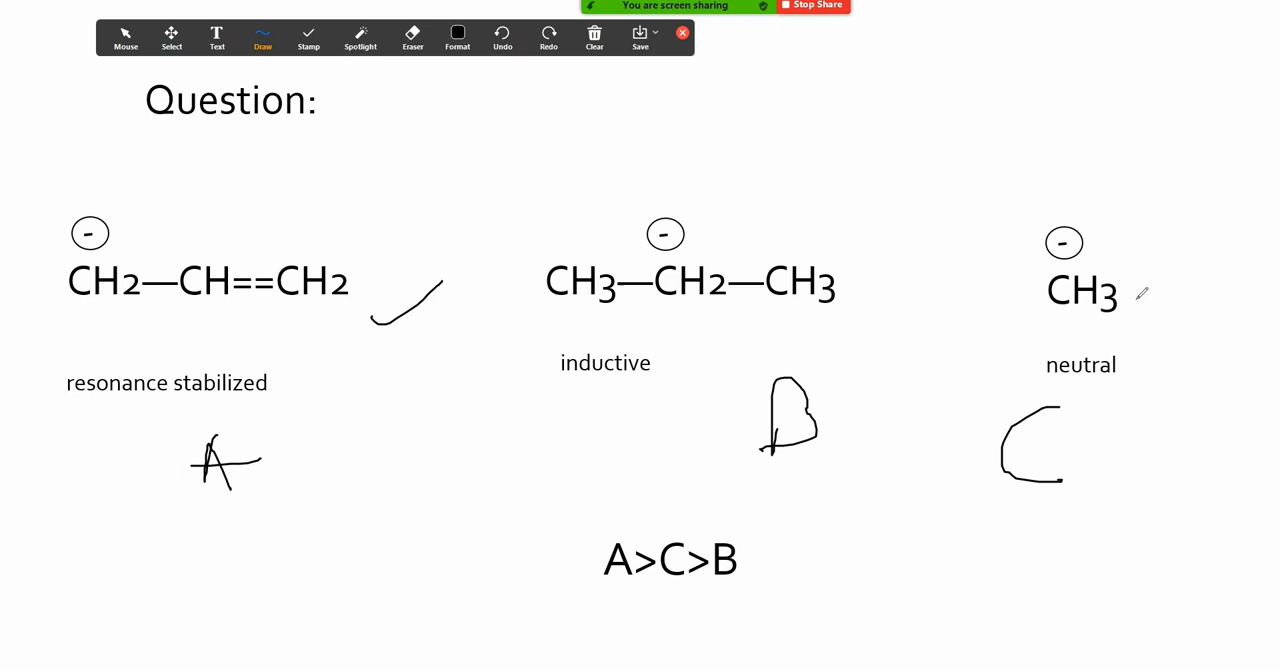 You are screen sharing Stop Share
Mouse Select Text Draw Stamp Spotlight Eraser Format Undo Redo Clear Save
Question:
- - -
CH2—CH==CH2 CH3—CH2—CH3 CH3
resonance stabilized inductive neutral
A B C
A>C>B